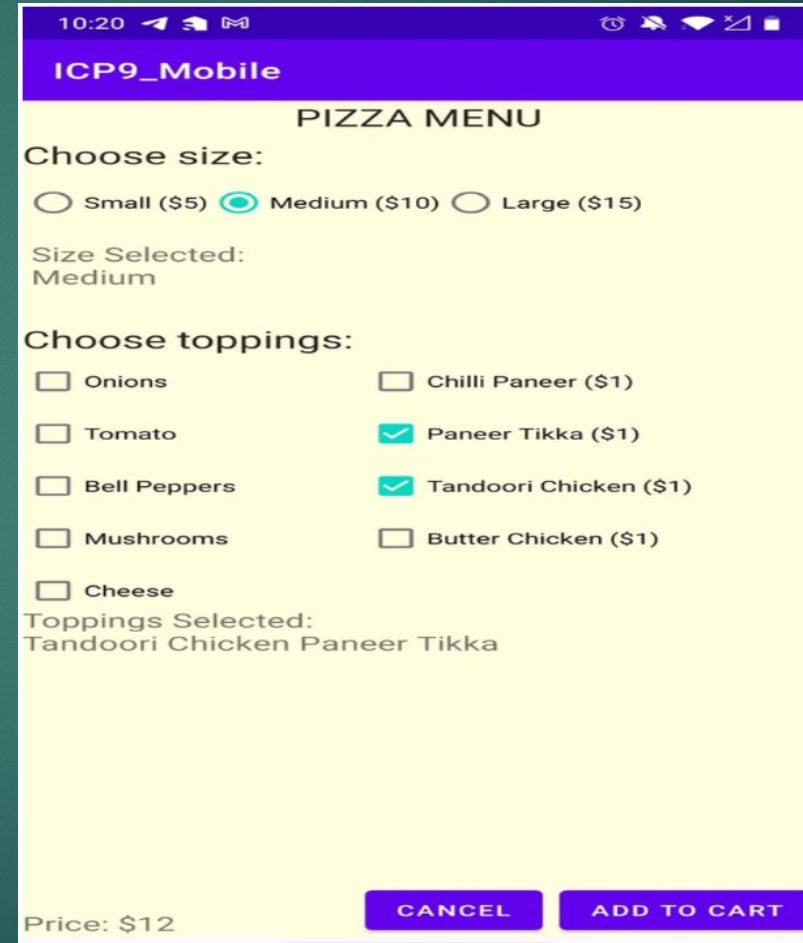 10:20
ICP9_Mobile
PIZZA MENU
Choose size:
Small ($5) Medium ($10) Large ($15)
Size Selected:
Medium
Choose toppings:
Onions Chilli Paneer ($1)
Tomato Paneer Tikka ($1)
Bell Peppers Tandoori Chicken ($1)
Mushrooms Butter Chicken ($1)
Cheese
Toppings Selected:
Tandoori Chicken Paneer Tikka
Price: $12 CANCEL ADD TO CART